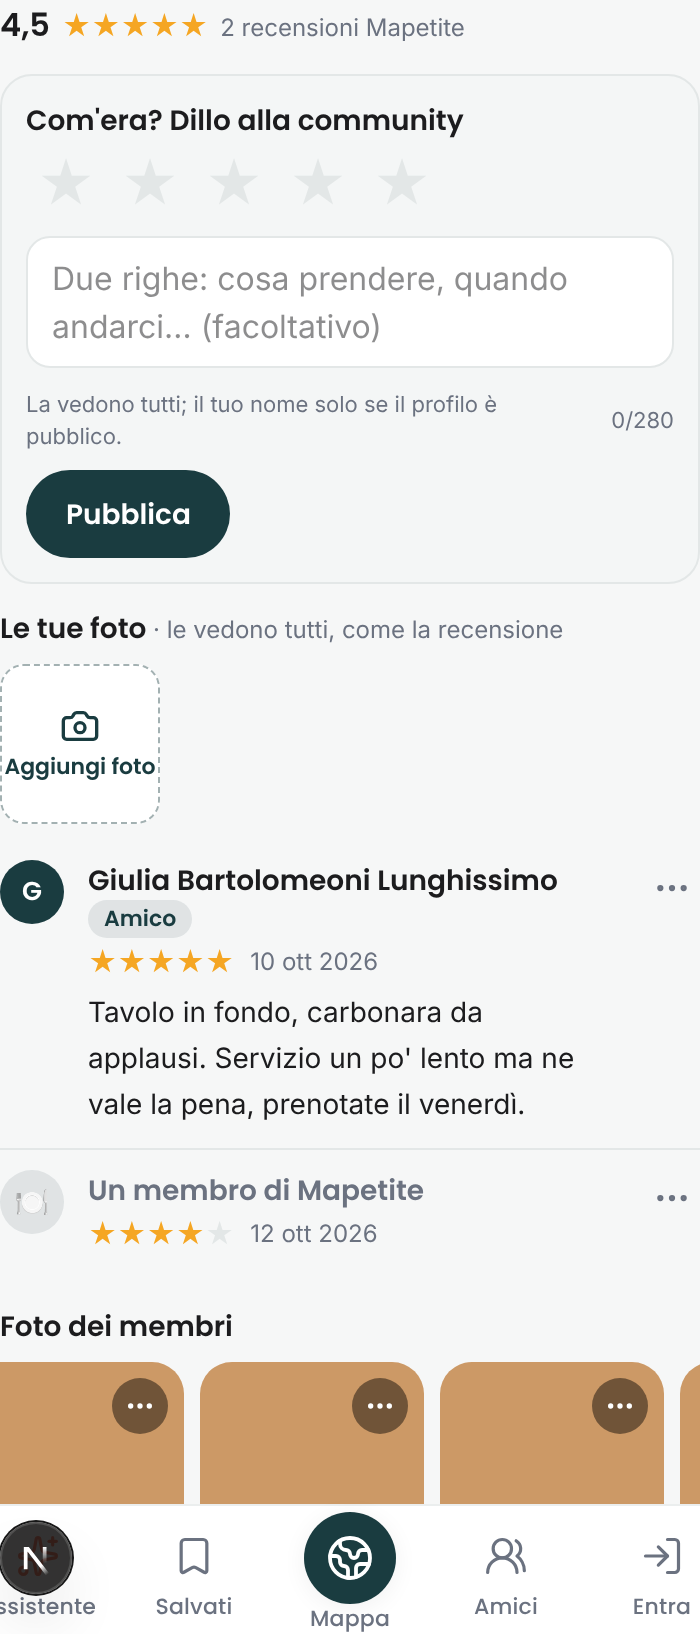 4,5 ★★★★★ 2 recensioni Mapetite
Com'era? Dillo alla community
Due righe: cosa prendere, quando
andarci... (facoltativo)
La vedono tutti; il tuo nome solo se il profilo è
pubblico.
0/280
Pubblica
Le tue foto · le vedono tutti, come la recensione
Aggiungi foto
G
Giulia Bartolomeoni Lunghissimo
Amico
★★★★★ 10 ott 2026
Tavolo in fondo, carbonara da
applausi. Servizio un po' lento ma ne
vale la pena, prenotate il venerdì.
Un membro di Mapetite
★★★★★ 12 ott 2026
Foto dei membri
N
ssistente
Salvati
Mappa
Amici
Entra